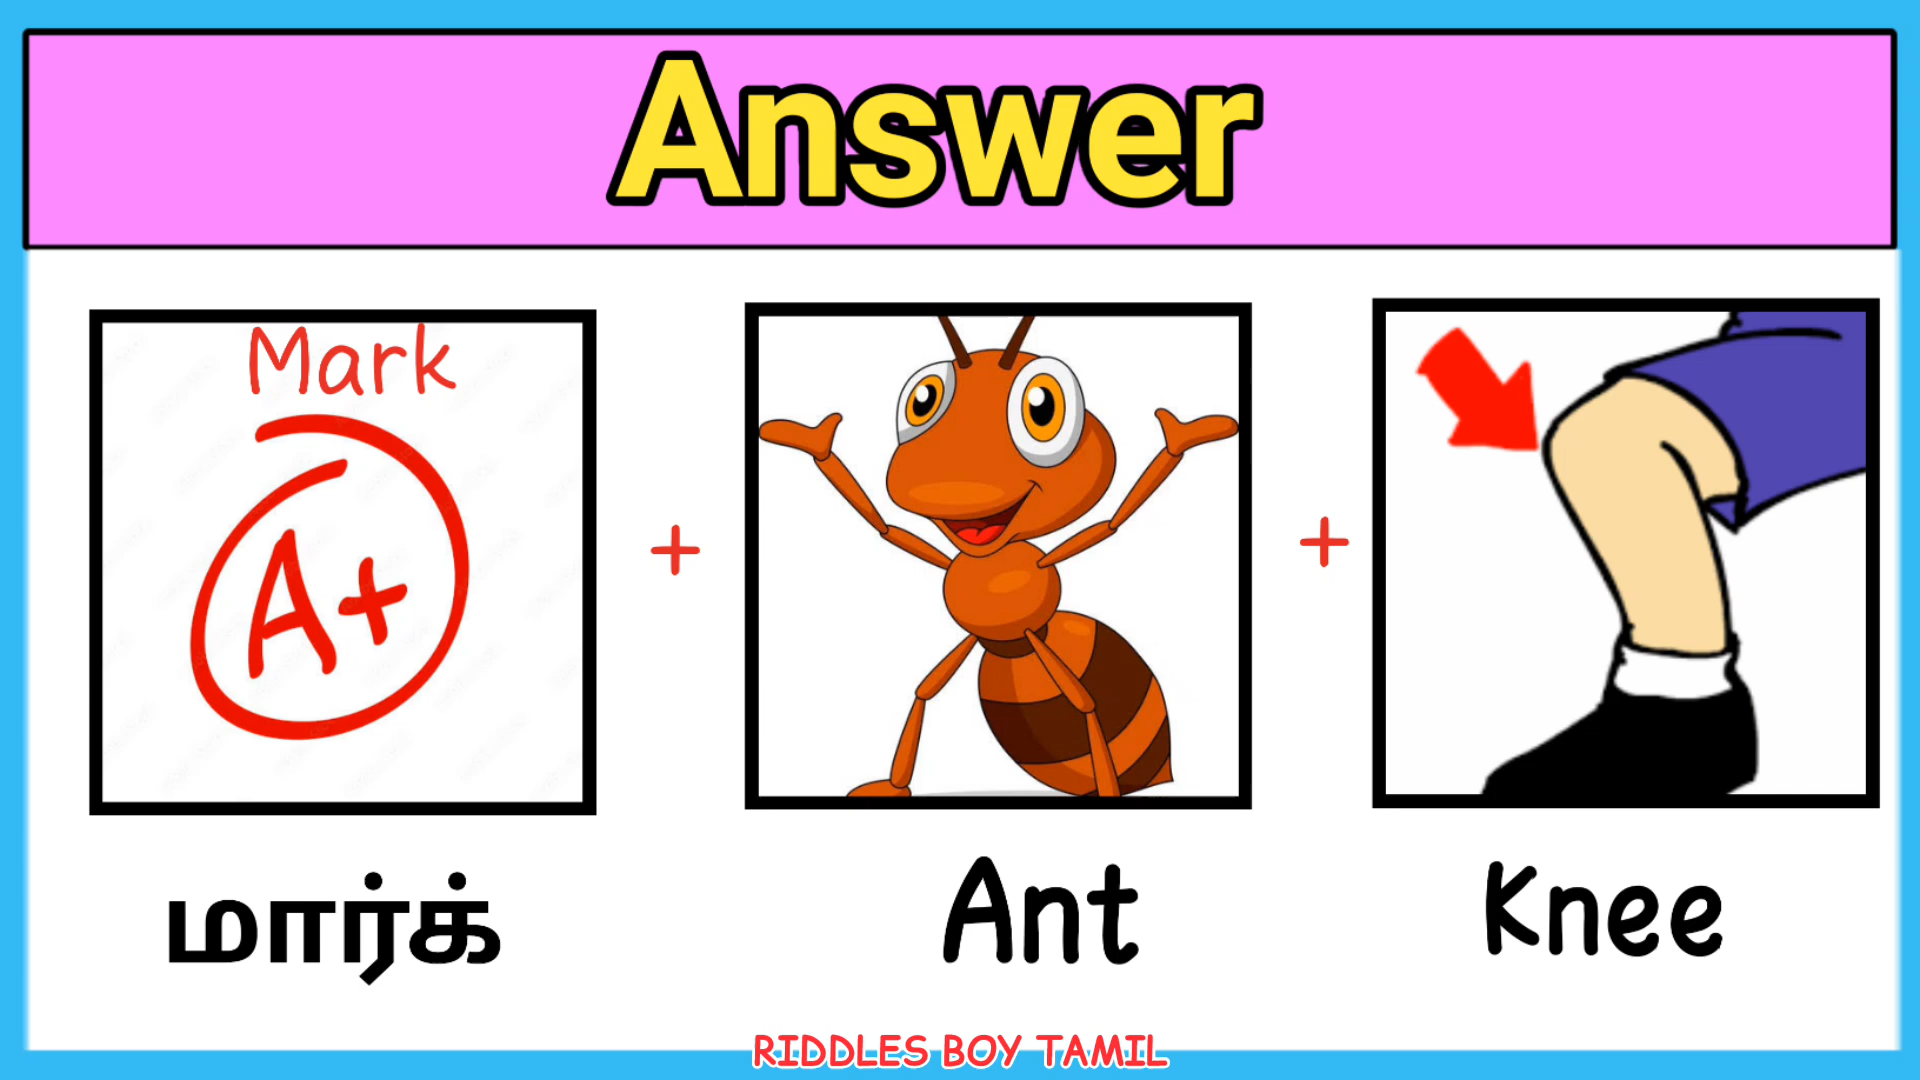 Answer
Mark
A+
+
+
மார்க்
Ant
Knee
RIDDLES BOY TAMIL